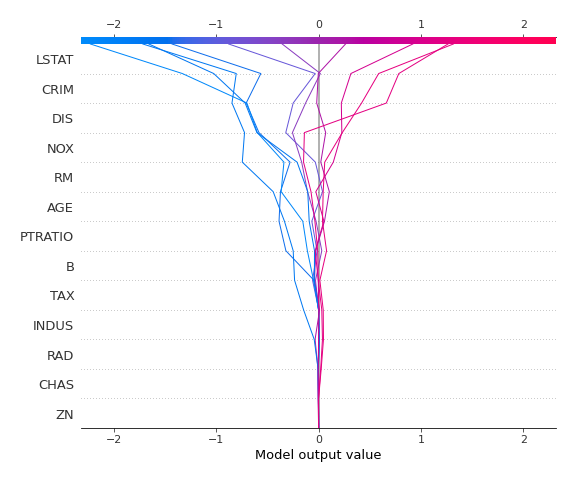 −2 −1 0 1 2
LSTAT
CRIM
DIS
NOX
RM
AGE
PTRATIO
B
TAX
INDUS
RAD
CHAS
ZN
−2 −1 0 1 2
Model output value